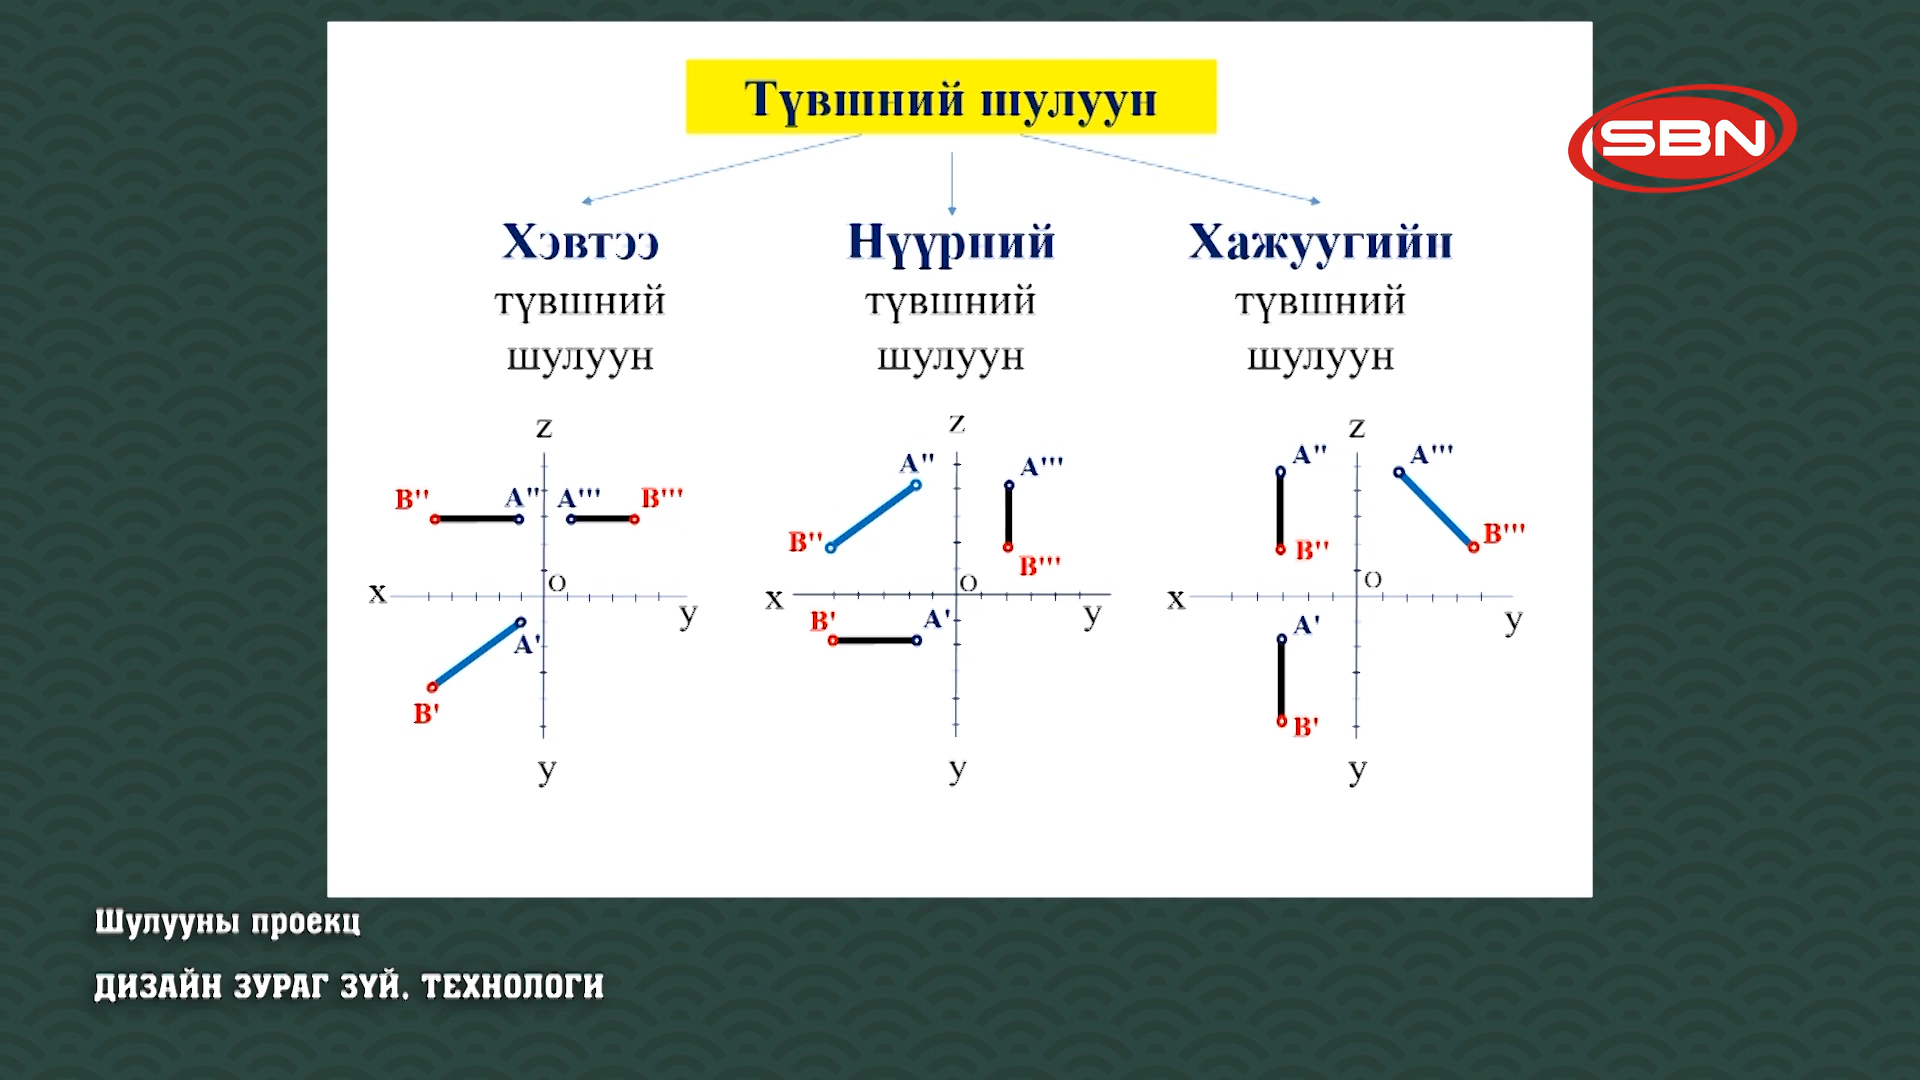 Түвшний шулуун
SBN
Хэвтээ
түвшний
шулуун
Нүүрний
түвшний
шулуун
Хажуугийн
түвшний
шулуун
z
B'' A'' A''' B'''
x O y
A'
B'
y
z
A'' A'''
B'' B'''
x O y
B' A'
y
z
A'' A'''
B'' B'''
x O y
A'
B'
y
Шулууны проекц
ДИЗАЙН ЗУРАГ ЗҮЙ. ТЕХНОЛОГИ